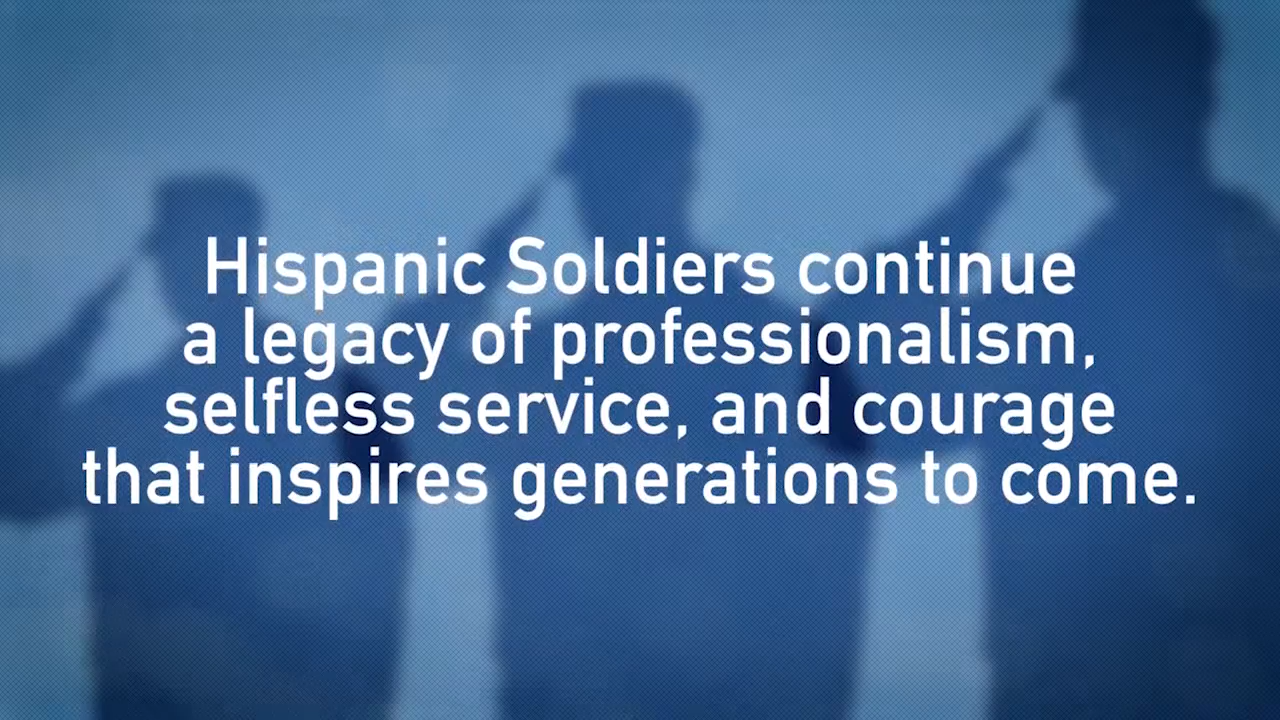 Hispanic Soldiers continue
a legacy of professionalism,
selfless service, and courage
that inspires generations to come.